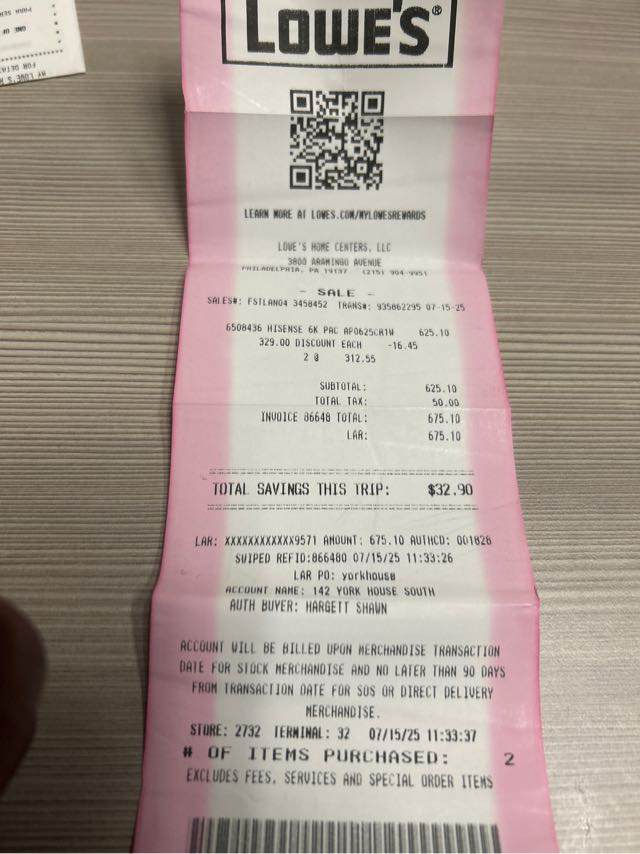 LOWE'S®
LEARN MORE AT LOWES.COM/MYLOWESREWARDS
LOWE'S HOME CENTERS, LLC
3800 ARAMINGO AVENUE
PHILADELPHIA, PA 19137 (215) 904-9951
- SALE -
SALES#: FSTLAN04 3458452 TRANS#: 935862295 07-15-25
6508436 HISENSE 6K PAC AP0625CR1W 625.10
329.00 DISCOUNT EACH -16.45
2 @ 312.55
SUBTOTAL: 625.10
TOTAL TAX: 50.00
INVOICE 86648 TOTAL: 675.10
LAR: 675.10
TOTAL SAVINGS THIS TRIP: $32.90
LAR: XXXXXXXXXXXX9571 AMOUNT: 675.10 AUTHCD: 001826
SWIPED REFID:866480 07/15/25 11:33:26
LAR PO: yorkhouse
ACCOUNT NAME: 142 YORK HOUSE SOUTH
AUTH BUYER: HARGETT SHAWN
ACCOUNT WILL BE BILLED UPON MERCHANDISE TRANSACTION
DATE FOR STOCK MERCHANDISE AND NO LATER THAN 90 DAYS
FROM TRANSACTION DATE FOR SOS OR DIRECT DELIVERY
MERCHANDISE.
STORE: 2732 TERMINAL: 32 07/15/25 11:33:37
# OF ITEMS PURCHASED: 2
EXCLUDES FEES, SERVICES AND SPECIAL ORDER ITEMS